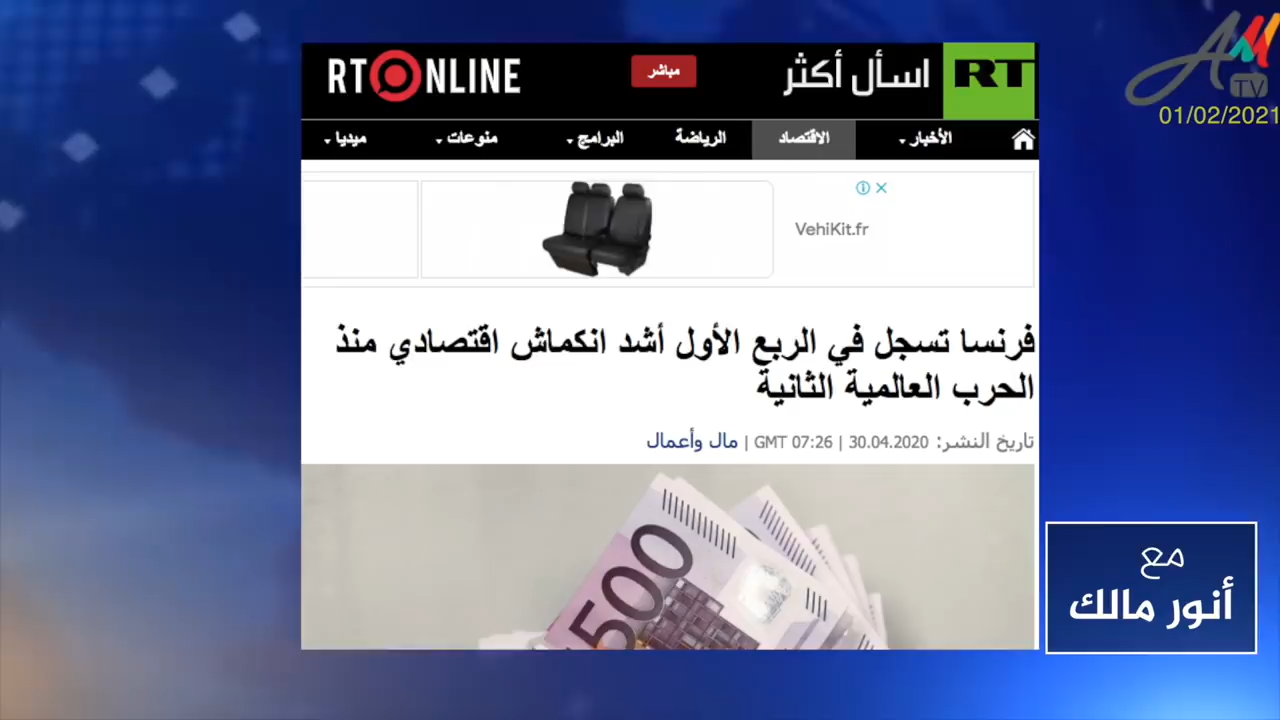 TV
01/02/2021
RT
اسأل أكثر
مباشر
RT ONLINE
الأخبار
الاقتصاد
الرياضة
البرامج
منوعات
ميديا
VehiKit.fr
فرنسا تسجل في الربع الأول أشد انكماش اقتصادي منذ
الحرب العالمية الثانية
تاريخ النشر: 30.04.2020 | 07:26 GMT | مال وأعمال
500
مع
أنور مالك